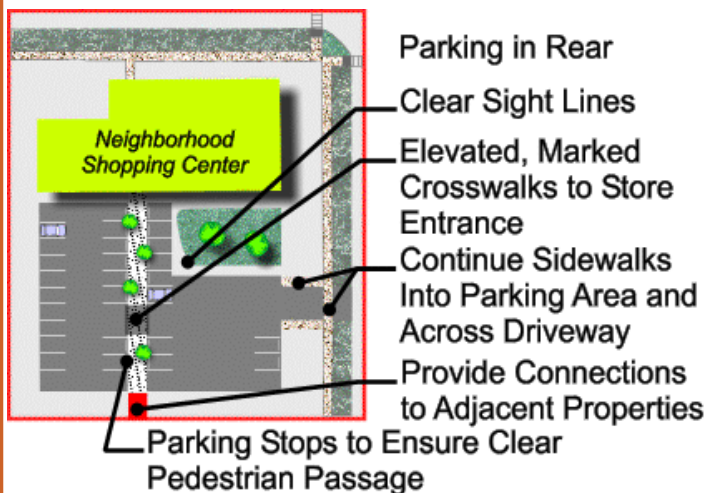 Parking in Rear
Clear Sight Lines
Neighborhood
Shopping Center
Elevated, Marked
Crosswalks to Store
Entrance
Continue Sidewalks
Into Parking Area and
Across Driveway
Provide Connections
to Adjacent Properties
Parking Stops to Ensure Clear
Pedestrian Passage